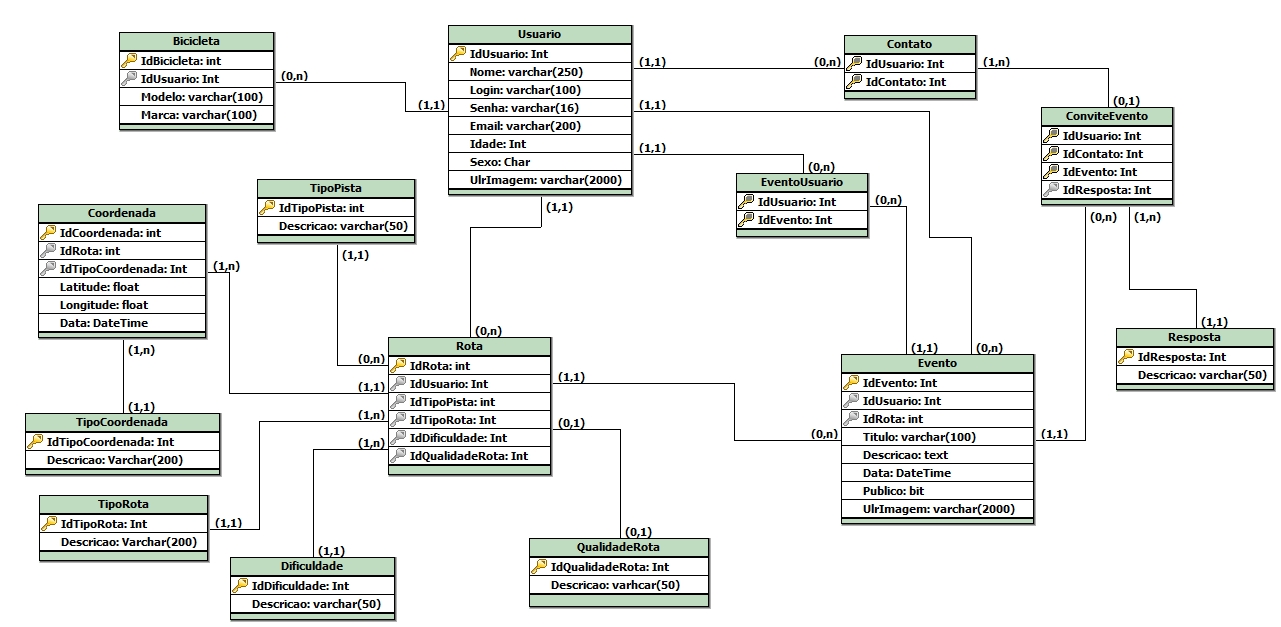 Bicicleta
IdBicicleta: int
IdUsuario: Int
Modelo: varchar(100)
Marca: varchar(100)
(0,n)
(1,1)
Usuario
IdUsuario: Int
Nome: varchar(250)
Login: varchar(100)
Senha: varchar(16)
Email: varchar(200)
Idade: Int
Sexo: Char
UlrImagem: varchar(2000)
(1,1)
(0,n)
(1,1)
(1,1)
(0,n)
(1,1)
Contato
IdUsuario: Int
IdContato: Int
(1,n)
(0,1)
ConviteEvento
IdUsuario: Int
IdContato: Int
IdEvento: Int
IdResposta: Int
(0,n)
(1,n)
EventoUsuario
IdUsuario: Int
IdEvento: Int
(0,n)
TipoPista
IdTipoPista: int
Descricao: varchar(50)
(1,1)
Coordenada
IdCoordenada: int
IdRota: int
IdTipoCoordenada: Int
Latitude: float
Longitude: float
Data: DateTime
(1,n)
(1,n)
(1,1)
TipoCoordenada
IdTipoCoordenada: Int
Descricao: Varchar(200)
(0,n)
Rota
IdRota: int
IdUsuario: Int
IdTipoPista: int
IdTipoRota: Int
IdDificuldade: Int
IdQualidadeRota: Int
(0,n)
(1,1)
(1,n)
(1,n)
(1,1)
(0,1)
(0,n)
(1,1)
(0,n)
Evento
IdEvento: Int
IdUsuario: Int
IdRota: int
Titulo: varchar(100)
Descricao: text
Data: DateTime
Publico: bit
UlrImagem: varchar(2000)
(1,1)
(1,1)
Resposta
IdResposta: Int
Descricao: varchar(50)
TipoRota
IdTipoRota: Int
Descricao: Varchar(200)
(1,1)
(1,1)
Dificuldade
IdDificuldade: Int
Descricao: varchar(50)
(0,1)
QualidadeRota
IdQualidadeRota: Int
Descricao: varhcar(50)